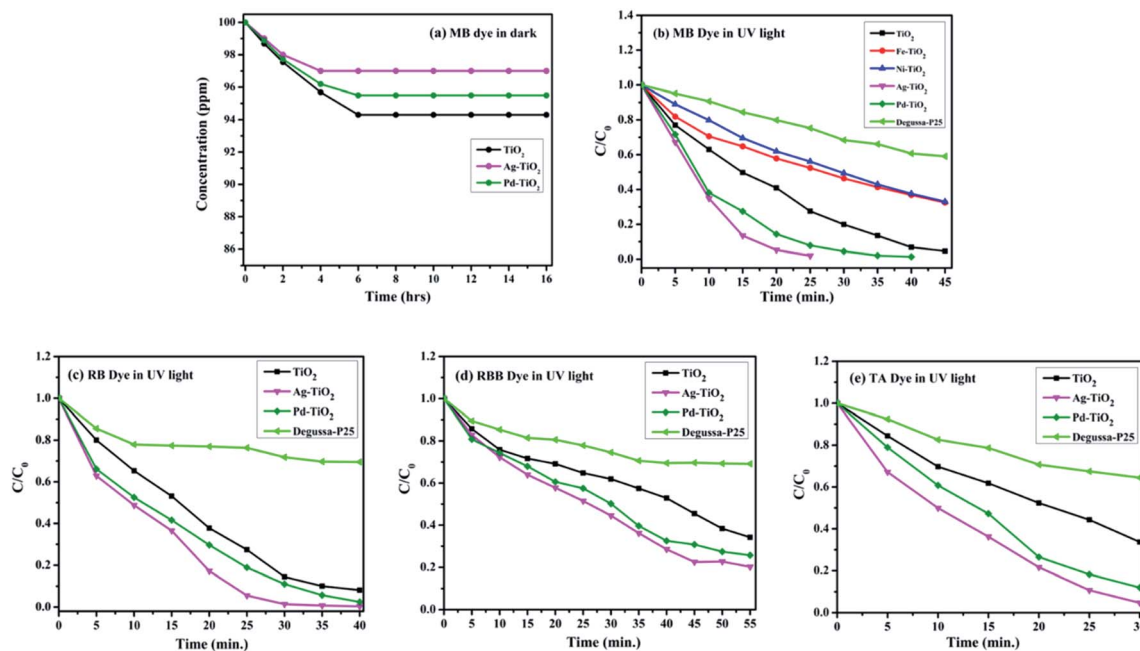 (a) MB dye in dark
Concentration (ppm)
100
98
96
94
92
90
88
86
TiO₂
Ag-TiO₂
Pd-TiO₂
0 2 4 6 8 10 12 14 16
Time (hrs)
(b) MB Dye in UV light
C/C₀
1.4
1.2
1.0
0.8
0.6
0.4
0.2
0.0
TiO₂
Fe-TiO₂
Ni-TiO₂
Ag-TiO₂
Pd-TiO₂
Degussa-P25
0 5 10 15 20 25 30 35 40 45
Time (min.)
(c) RB Dye in UV light
C/C₀
1.2
1.0
0.8
0.6
0.4
0.2
0.0
TiO₂
Ag-TiO₂
Pd-TiO₂
Degussa-P25
0 5 10 15 20 25 30 35 40
Time (min.)
(d) RBB Dye in UV light
C/C₀
1.2
1.0
0.8
0.6
0.4
0.2
0.0
TiO₂
Ag-TiO₂
Pd-TiO₂
Degussa-P25
0 5 10 15 20 25 30 35 40 45 50 55
Time (min.)
(e) TA Dye in UV light
C/C₀
1.2
1.0
0.8
0.6
0.4
0.2
0.0
TiO₂
Ag-TiO₂
Pd-TiO₂
Degussa-P25
0 5 10 15 20 25
Time (min.)